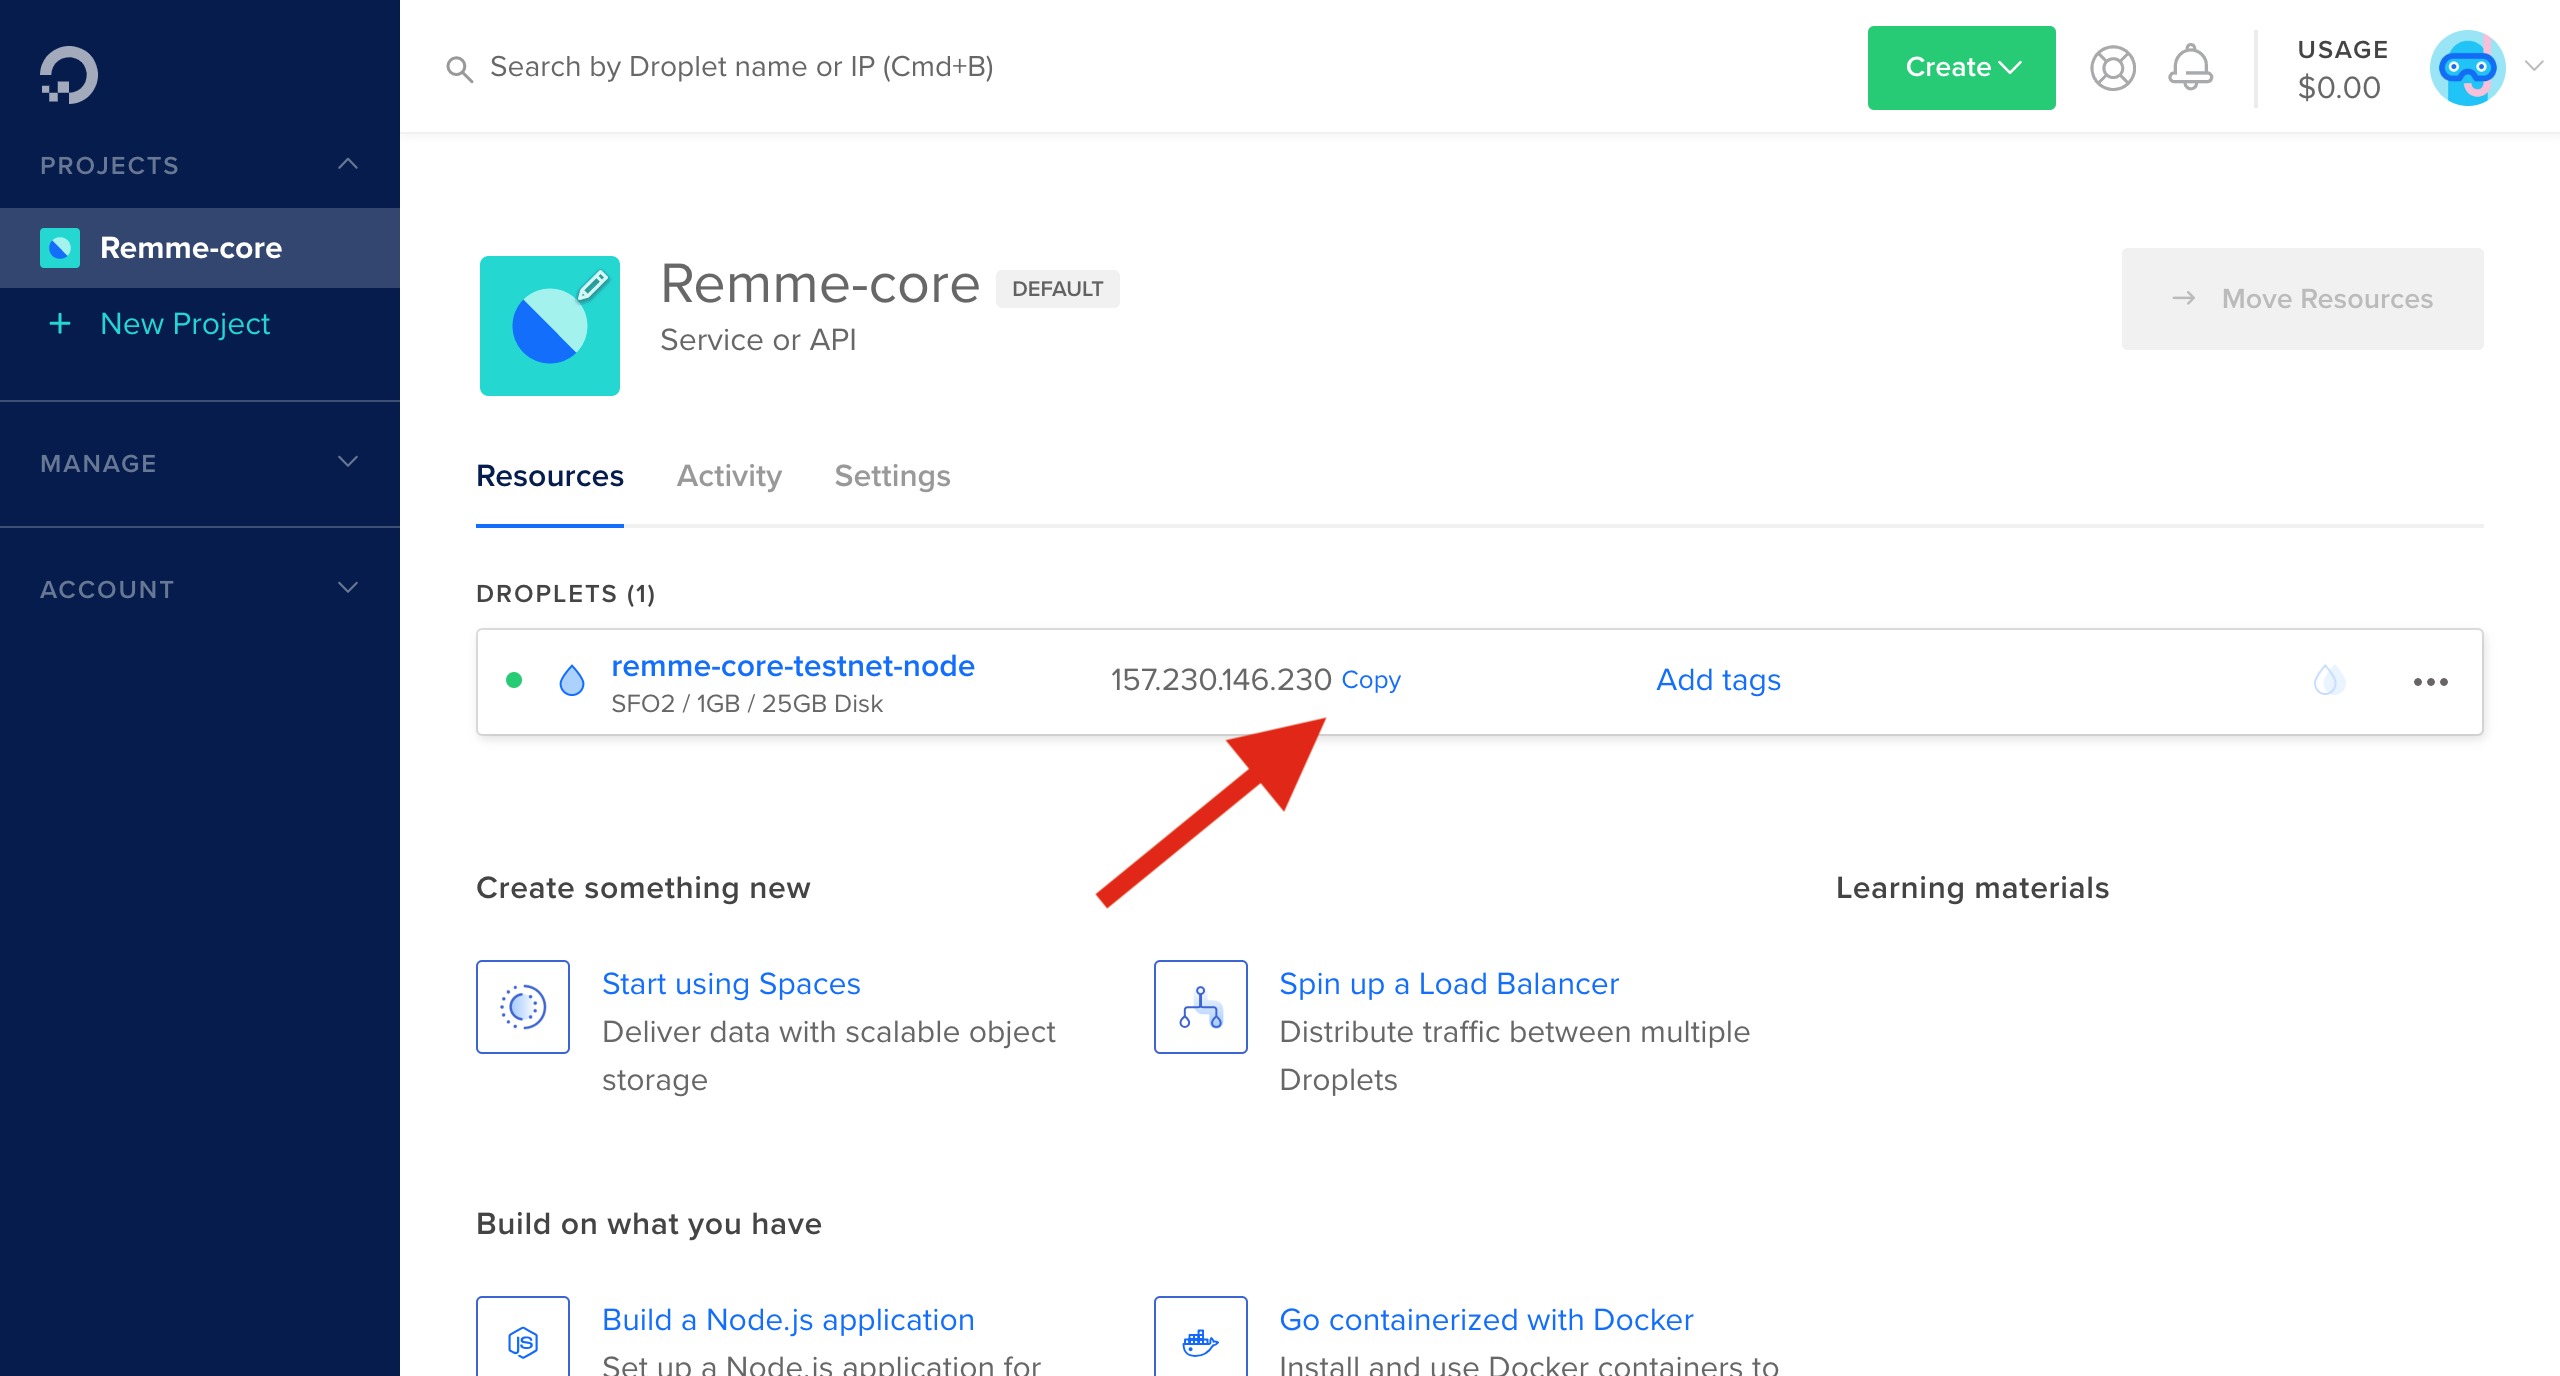 Search by Droplet name or IP (Cmd+B)
Create
USAGE
$0.00
PROJECTS
Remme-core
New Project
MANAGE
ACCOUNT
Remme-core DEFAULT
Service or API
Move Resources
Resources Activity Settings
DROPLETS (1)
remme-core-testnet-node
SFO2 / 1GB / 25GB Disk
157.230.146.230 Copy
Add tags
Create something new
Learning materials
Start using Spaces
Deliver data with scalable object
storage
Spin up a Load Balancer
Distribute traffic between multiple
Droplets
Build on what you have
JS
Build a Node.js application
Set up a Node.js application for
Go containerized with Docker
Install and use Docker containers to